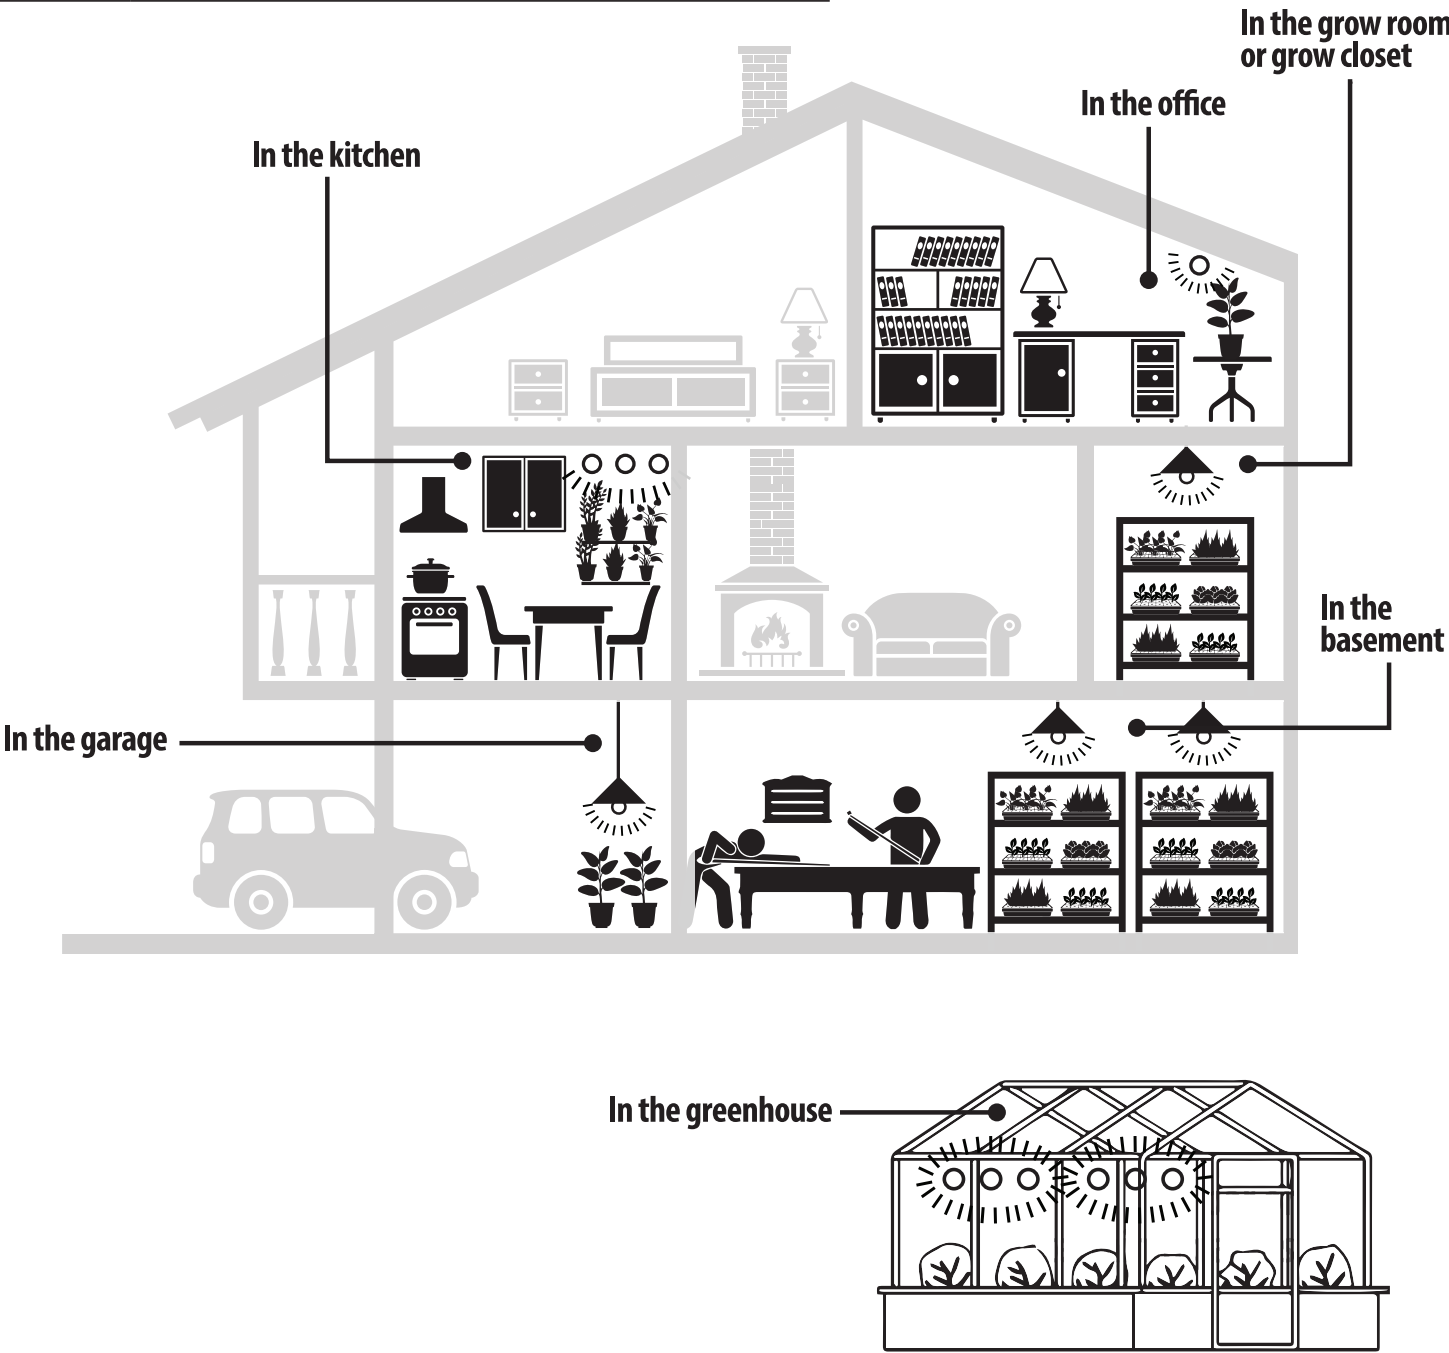 In the grow room
or grow closet
In the office
In the kitchen
In the
basement
In the garage
In the greenhouse